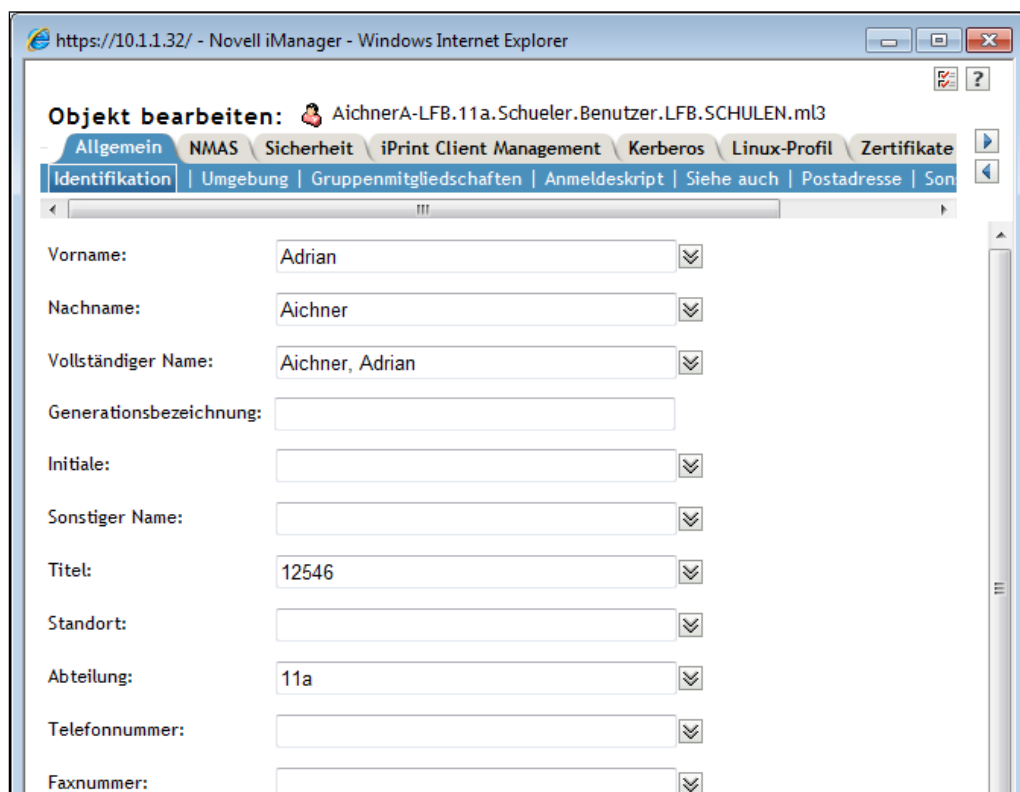 https://10.1.1.32/ - Novell iManager - Windows Internet Explorer
?
Objekt bearbeiten: AichnerA-LFB.11a.Schueler.Benutzer.LFB.SCHULEN.ml3
Allgemein NMAS Sicherheit iPrint Client Management Kerberos Linux-Profil Zertifikate
Identifikation | Umgebung | Gruppenmitgliedschaften | Anmeldeskript | Siehe auch | Postadresse | Son
Vorname: Adrian
Nachname: Aichner
Vollständiger Name: Aichner, Adrian
Generationsbezeichnung:
Initiale:
Sonstiger Name:
Titel: 12546
Standort:
Abteilung: 11a
Telefonnummer:
Faxnummer: